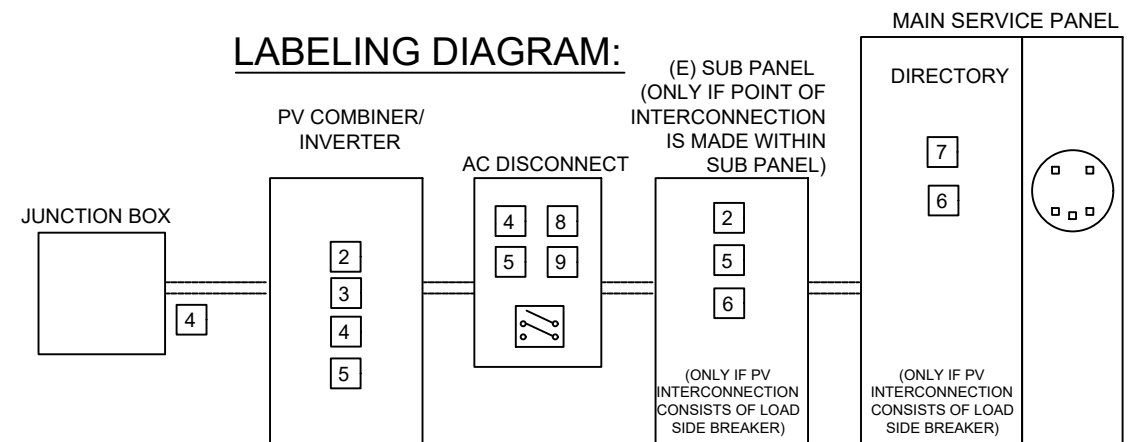 LABELING DIAGRAM:
MAIN SERVICE PANEL
JUNCTION BOX
4
PV COMBINER/
INVERTER
2
3
4
5
AC DISCONNECT
4 8
5 9
(E) SUB PANEL
(ONLY IF POINT OF
INTERCONNECTION
IS MADE WITHIN
SUB PANEL)
2
5
6
(ONLY IF PV
INTERCONNECTION
CONSISTS OF LOAD
SIDE BREAKER)
DIRECTORY
7
6
(ONLY IF PV
INTERCONNECTION
CONSISTS OF LOAD
SIDE BREAKER)